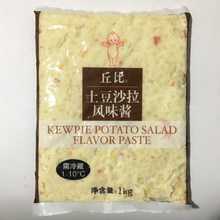 丘比
土豆沙拉
风味酱
KEWPIE POTATO SALAD
FLAVOR PASTE
需冷藏
1-10°C
净含量:1kg